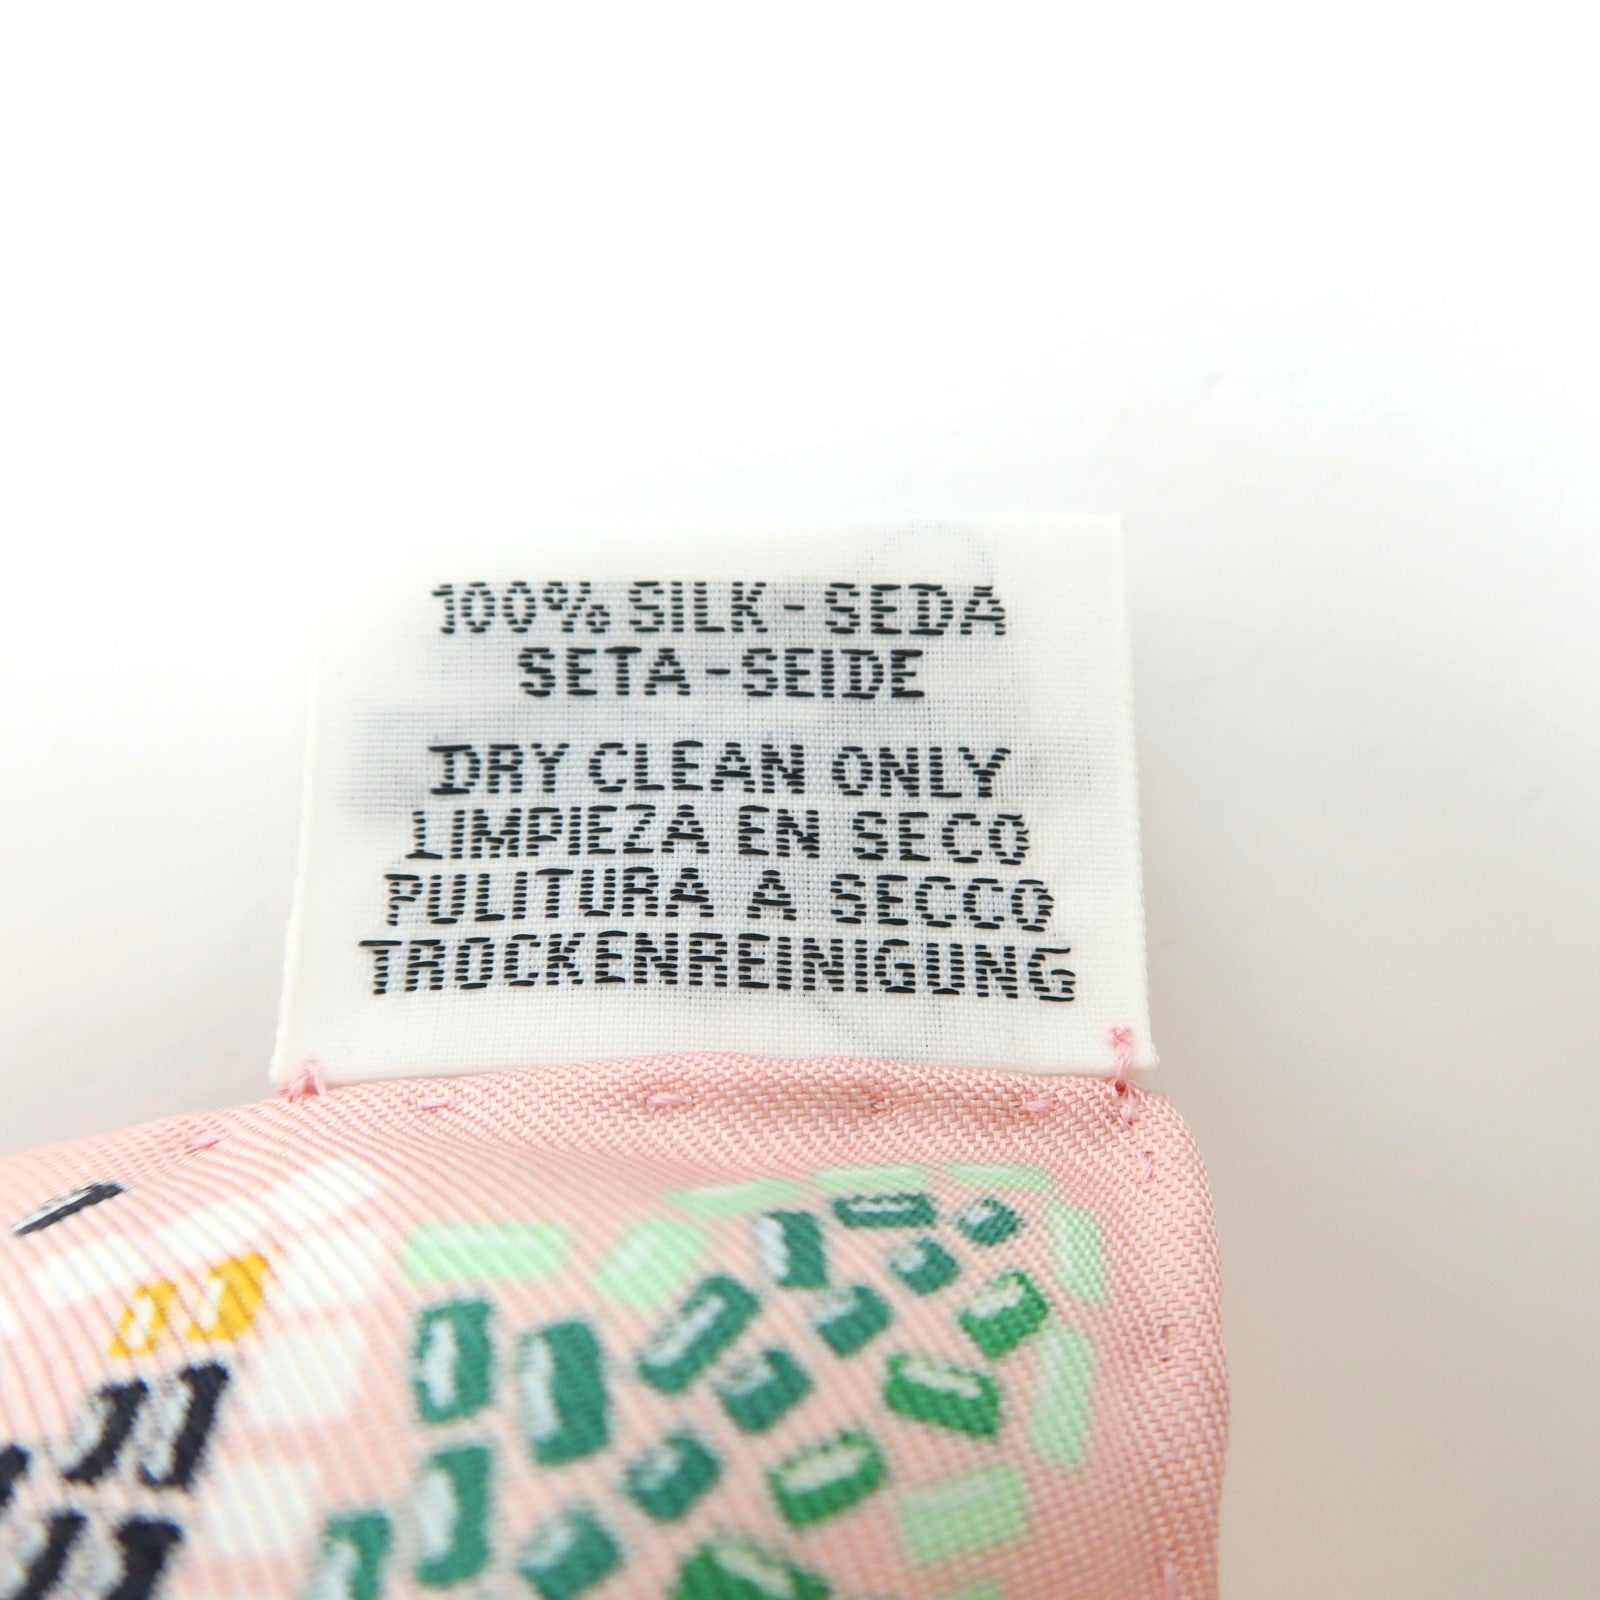 100% SILK - SEDA
SETA - SEIDE
DRY CLEAN ONLY
LIMPIEZA EN SECO
PULITURA A SECCO
TROCKENREINIGUNG